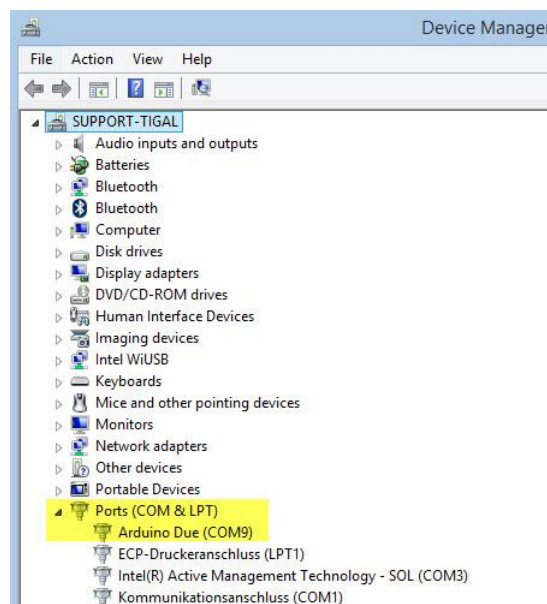 Device Manager
File Action View Help
SUPPORT-TIGAL
Audio inputs and outputs
Batteries
Bluetooth
Bluetooth
Computer
Disk drives
Display adapters
DVD/CD-ROM drives
Human Interface Devices
Imaging devices
Intel WiUSB
Keyboards
Mice and other pointing devices
Monitors
Network adapters
Other devices
Portable Devices
Ports (COM & LPT)
Arduino Due (COM9)
ECP-Druckeranschluss (LPT1)
Intel(R) Active Management Technology - SOL (COM3)
Kommunikationsanschluss (COM1)